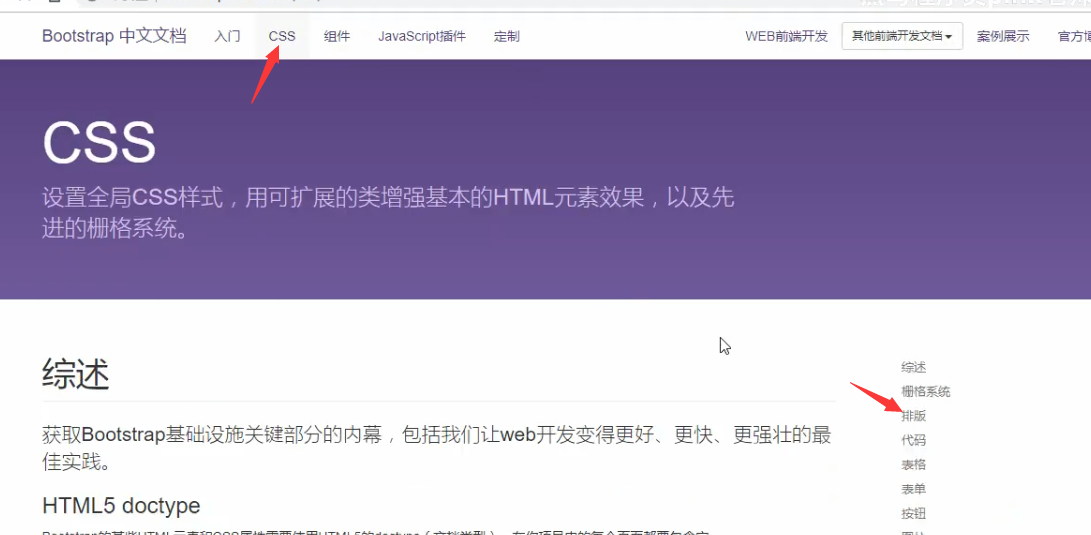 Bootstrap 中文文档 入门 CSS 组件 JavaScript插件 定制 WEB前端开发 其他前端开发文档 案例展示
CSS
设置全局CSS样式，用可扩展的类增强基本的HTML元素效果，以及先
进的栅格系统。
综述
获取Bootstrap基础设施关键部分的内幕，包括我们让web开发变得更好、更快、更强壮的最
佳实践。
HTML5 doctype
综述
栅格系统
排版
代码
表格
表单
按钮